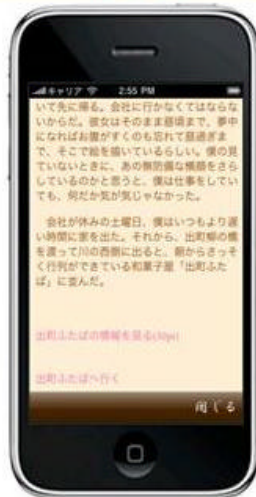 キャリア 2:55 PM
いて先に帰る。会社に行かなくてはならな
いからだ。彼女はそのまま昼頃まで、夢中
になればお腹がすくのも忘れて昼過ぎま
で、そこで絵を描いているらしい。僕の見
ていないときに、あの無防備な横顔をさら
しているのかと思うと、僕は仕事をしてい
ても、何だか気が気じゃなかった。
会社が休みの土曜日、僕はいつもより遅
い時間に家を出た。それから、出町柳の橋
を渡って川の西側に出ると、朝からさっそ
く行列ができている和菓子屋「出町ふた
ば」に並んだ。
出町ふたばの情報を見る(30pt)
出町ふたばへ行く
閉じる